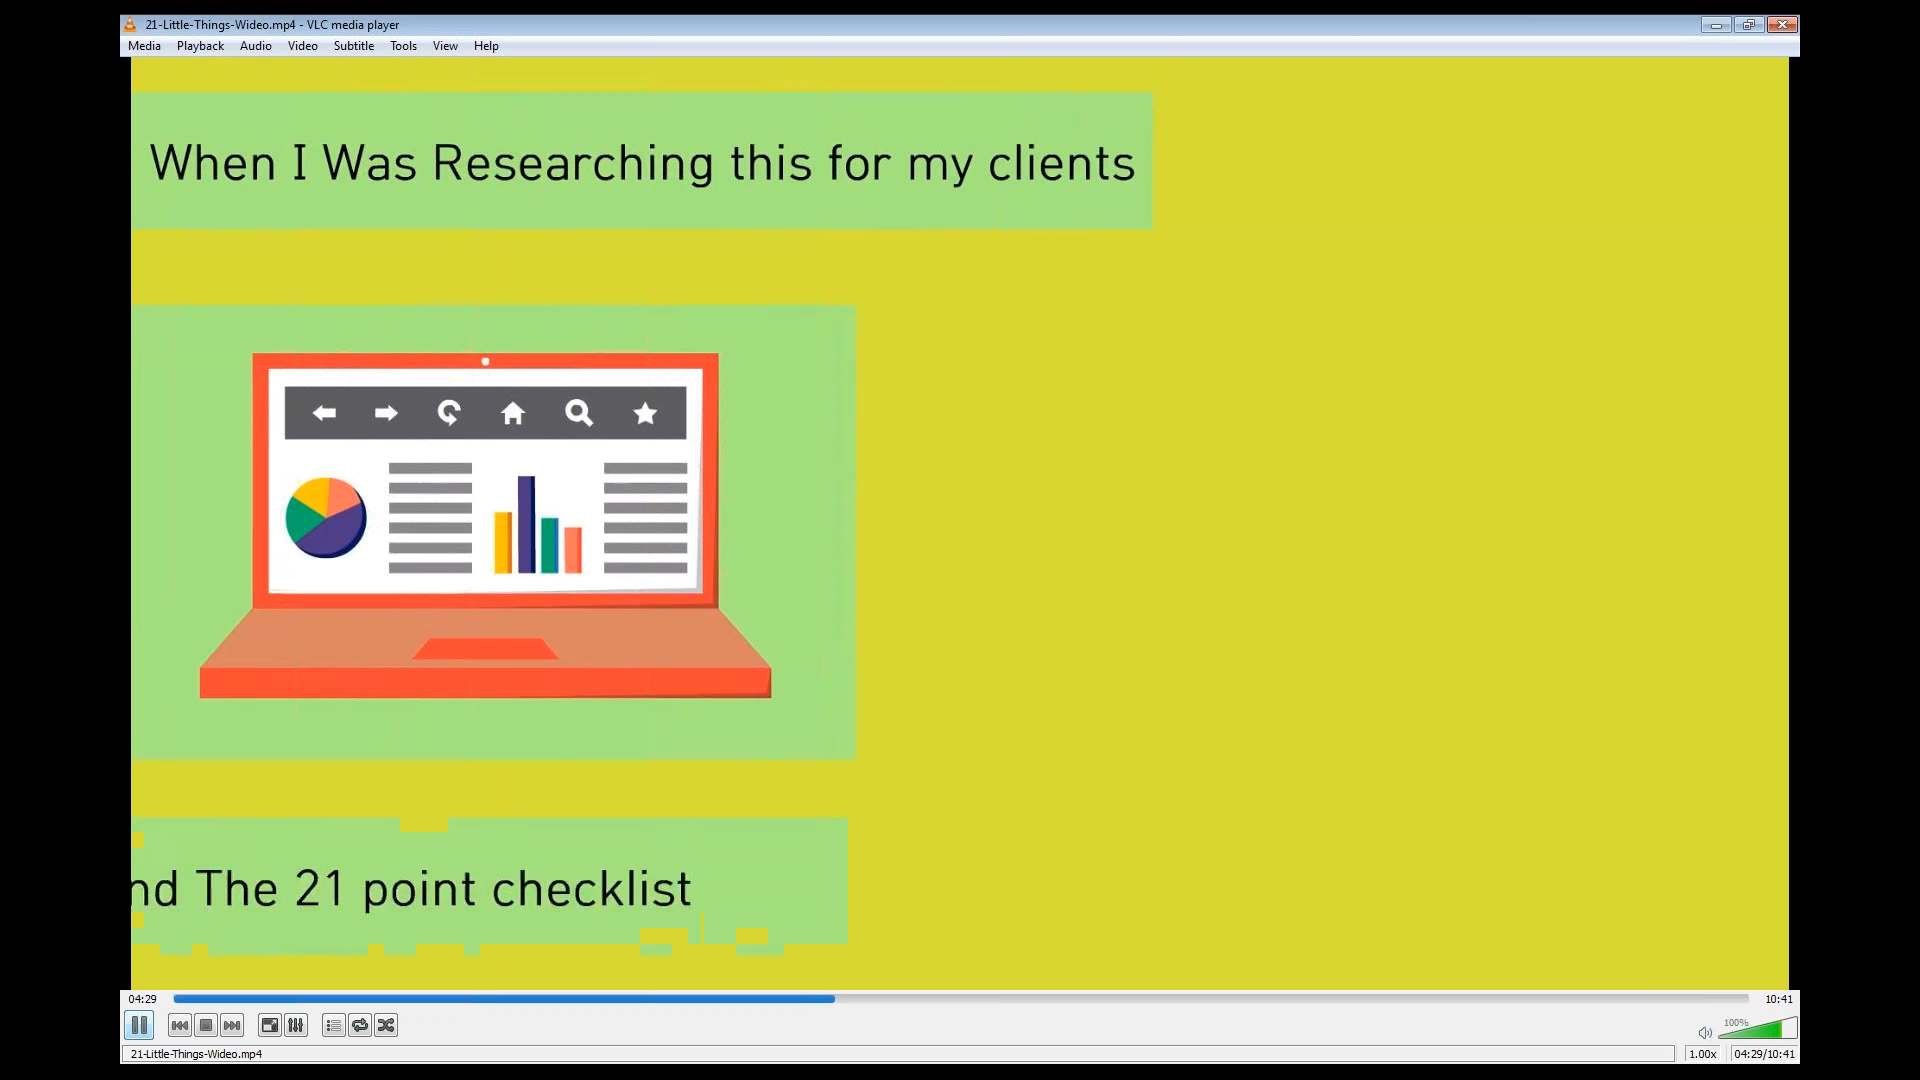 21-Little-Things-Wideo.mp4 - VLC media player
Media Playback Audio Video Subtitle Tools View Help
When I Was Researching this for my clients
nd The 21 point checklist
04:29 10:41
100%
21-Little-Things-Wideo.mp4 1.00x 04:29/10:41